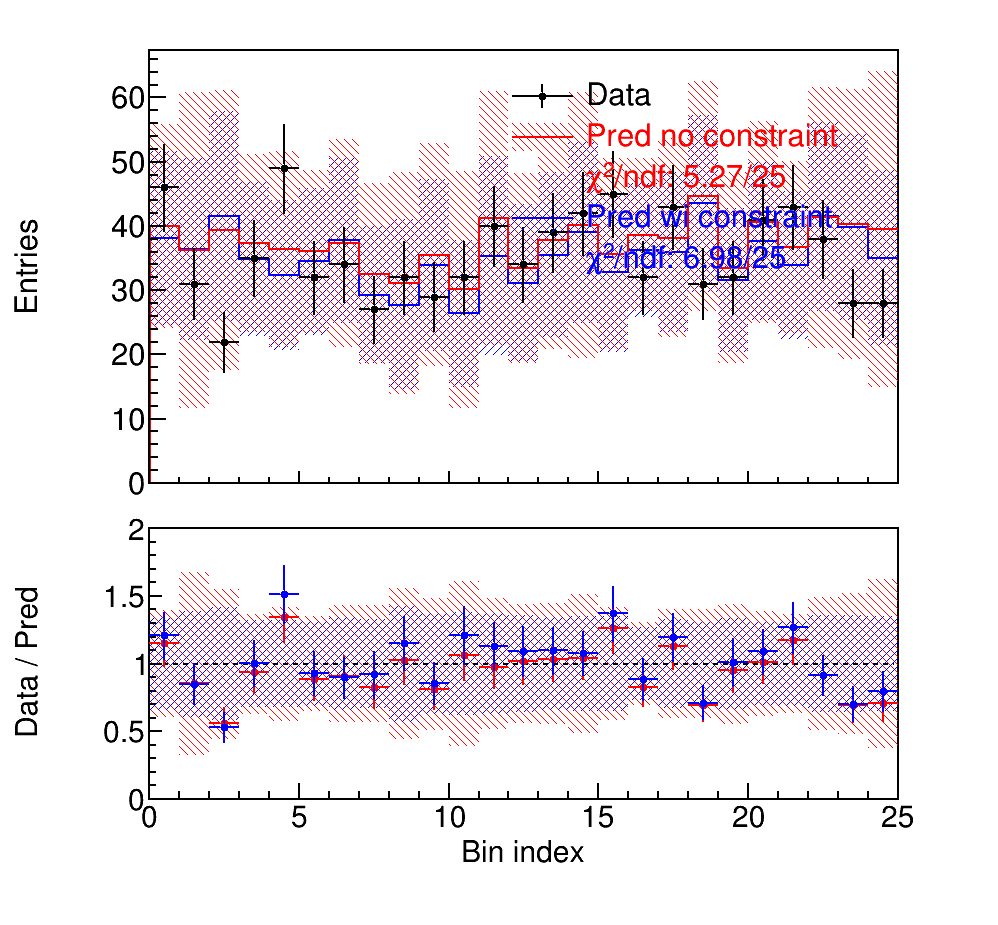 Entries
60
50
40
30
20
10
0
Data
Pred no constraint
χ²/ndf: 5.27/25
Pred wi constraint
χ²/ndf: 6.98/25
Data / Pred
2
1.5
1
0.5
0
0 5 10 15 20 25
Bin index